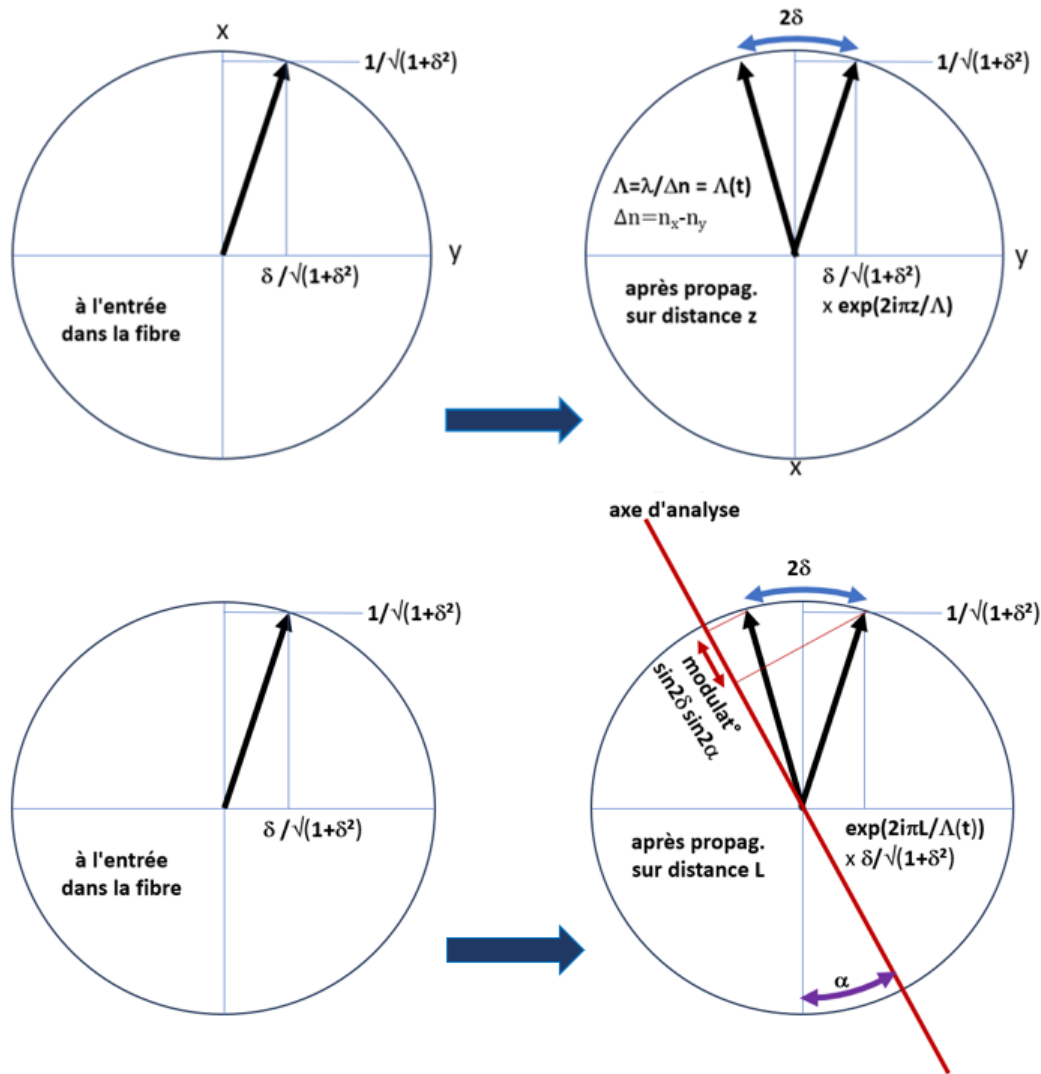 x
1/√(1+δ²)
y
δ /√(1+δ²)
à l'entrée
dans la fibre
2δ
1/√(1+δ²)
Λ=λ/Δn = Λ(t)
Δn=nₓ-n_y
y
δ /√(1+δ²)
x exp(2iπz/Λ)
après propag.
sur distance z
x
axe d'analyse
1/√(1+δ²)
δ /√(1+δ²)
à l'entrée
dans la fibre
2δ
1/√(1+δ²)
modulat°
sin2δ sin2α
exp(2iπL/Λ(t))
x δ/√(1+δ²)
après propag.
sur distance L
α